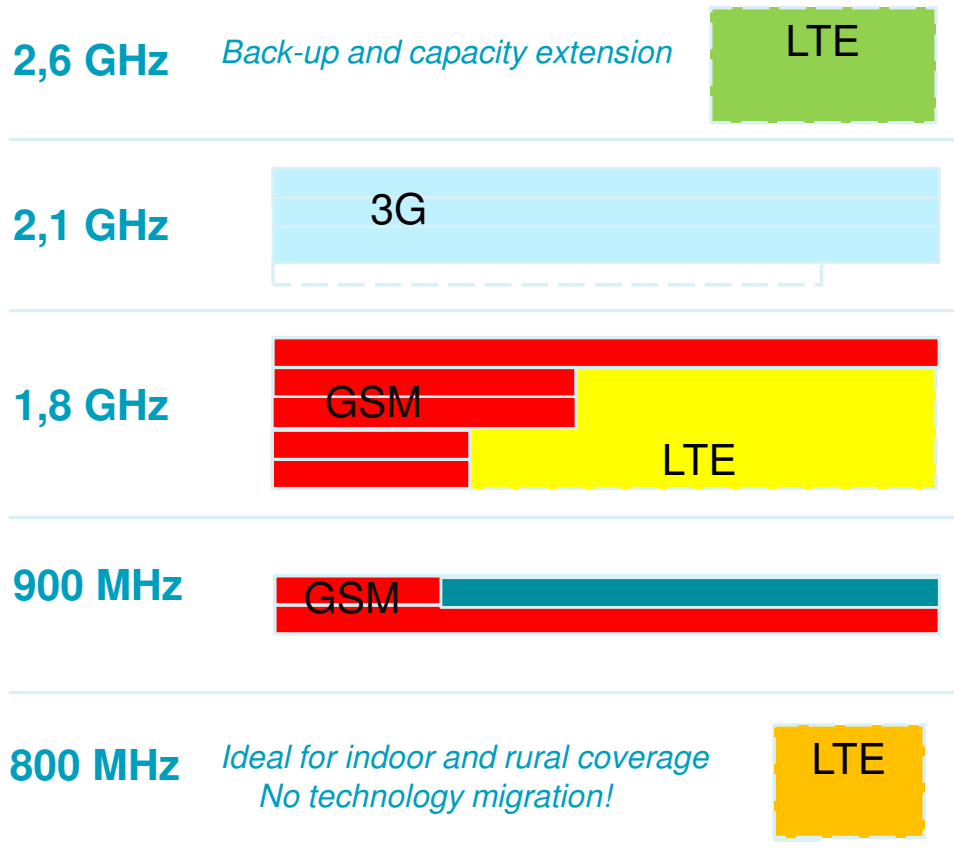 2,6 GHz
Back-up and capacity extension
LTE
2,1 GHz
3G
1,8 GHz
GSM
LTE
900 MHz
GSM
800 MHz
Ideal for indoor and rural coverage
No technology migration!
LTE